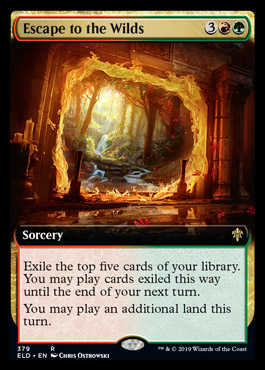 Escape to the Wilds 3
Sorcery
Exile the top five cards of your library.
You may play cards exiled this way
until the end of your next turn.
You may play an additional land this
turn.
379 R
ELD • EN CHRIS OSTROWSKI
™ & © 2019 Wizards of the Coast